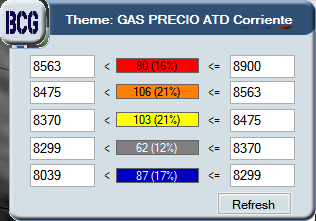 BCG Theme: GAS PRECIO ATD Corriente
8563 < 80 (16%) <= 8900
8475 < 106 (21%) <= 8563
8370 < 103 (21%) <= 8475
8299 < 62 (12%) <= 8370
8039 < 87 (17%) <= 8299
Refresh